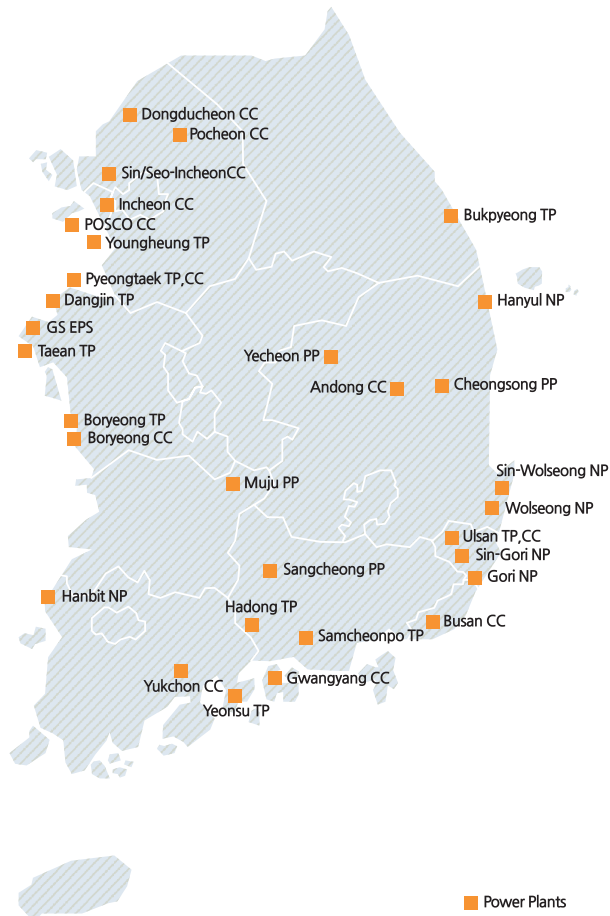 Dongducheon CC
Pocheon CC
Sin/Seo-IncheonCC
Incheon CC
Bukpyeong TP
POSCO CC
Youngheung TP
Pyeongtaek TP,CC
Dangjin TP
Hanyul NP
GS EPS
Taean TP
Yecheon PP
Andong CC
Cheongsong PP
Boryeong TP
Boryeong CC
Sin-Wolseong NP
Muju PP
Wolseong NP
Ulsan TP,CC
Sin-Gori NP
Sangcheong PP
Gori NP
Hanbit NP
Hadong TP
Busan CC
Samcheonpo TP
Yukchon CC
Gwangyang CC
Yeonsu TP
Power Plants